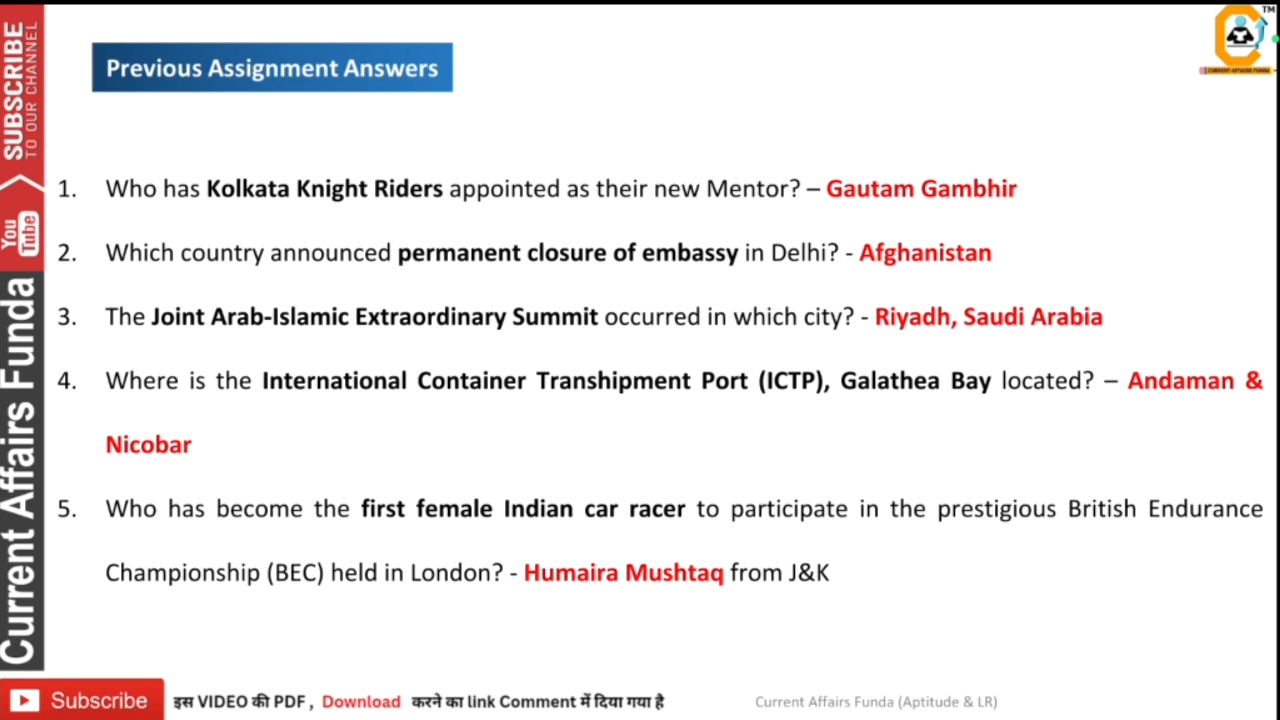 SUBSCRIBE
TO OUR CHANNEL
You
Tube
Current Affairs Funda
TM
CURRENT AFFAIRS FUNDA
Previous Assignment Answers
1. Who has Kolkata Knight Riders appointed as their new Mentor? – Gautam Gambhir
2. Which country announced permanent closure of embassy in Delhi? - Afghanistan
3. The Joint Arab-Islamic Extraordinary Summit occurred in which city? - Riyadh, Saudi Arabia
4. Where is the International Container Transhipment Port (ICTP), Galathea Bay located? – Andaman &
Nicobar
5. Who has become the first female Indian car racer to participate in the prestigious British Endurance
Championship (BEC) held in London? - Humaira Mushtaq from J&K
Subscribe
इस VIDEO की PDF , Download करने का link Comment में दिया गया है
Current Affairs Funda (Aptitude & LR)